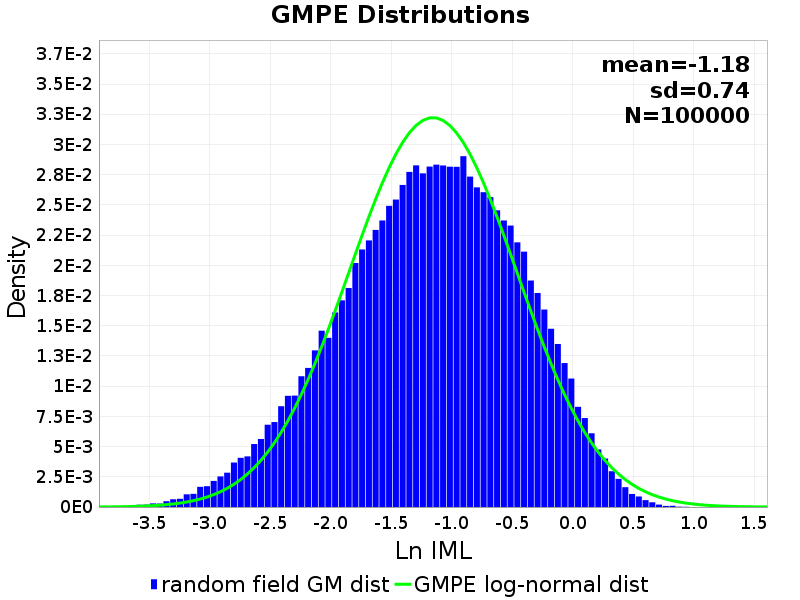 GMPE Distributions
mean=-1.18
sd=0.74
N=100000
Density
3.7E-2
3.5E-2
3.3E-2
3E-2
2.8E-2
2.5E-2
2.2E-2
2E-2
1.8E-2
1.5E-2
1.3E-2
1E-2
7.5E-3
5E-3
2.5E-3
0E0
-3.5 -3.0 -2.5 -2.0 -1.5 -1.0 -0.5 0.0 0.5 1.0 1.5
Ln IML
random field GM dist GMPE log-normal dist